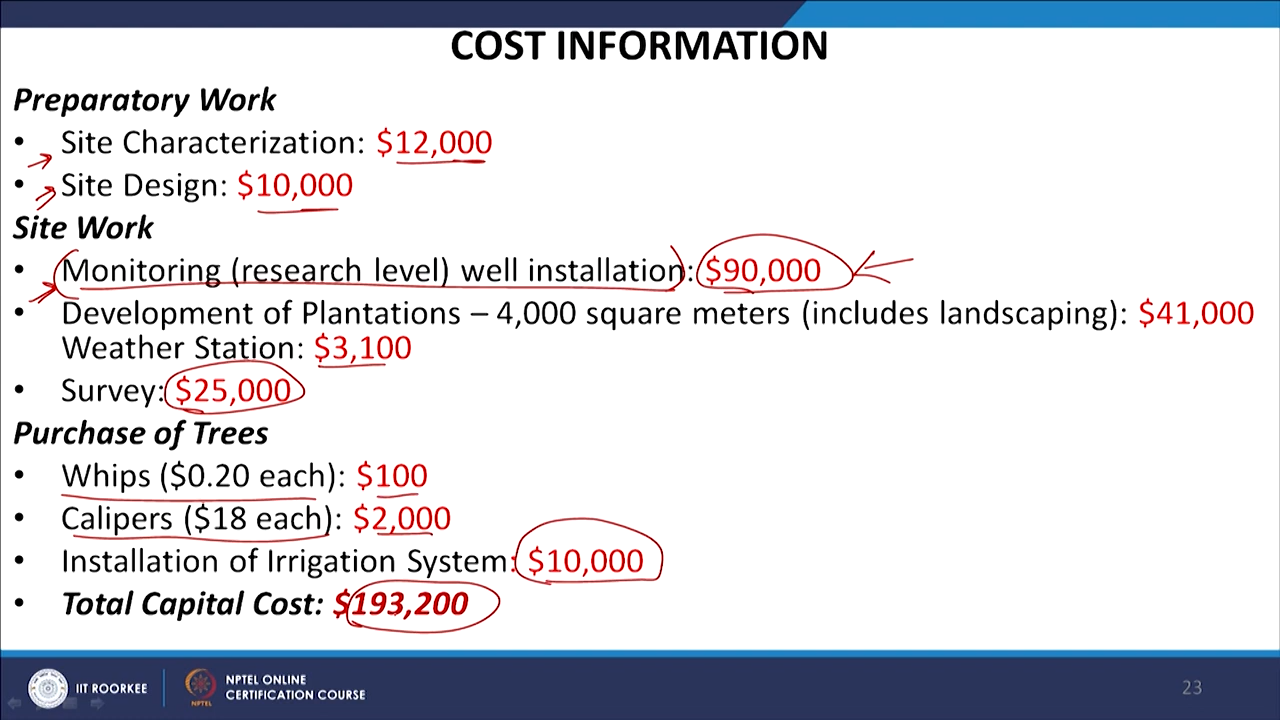 COST INFORMATION
Preparatory Work
• Site Characterization: $12,000
• Site Design: $10,000
Site Work
• Monitoring (research level) well installation: $90,000
• Development of Plantations – 4,000 square meters (includes landscaping): $41,000
Weather Station: $3,100
• Survey: $25,000
Purchase of Trees
• Whips ($0.20 each): $100
• Calipers ($18 each): $2,000
• Installation of Irrigation System: $10,000
• Total Capital Cost: $193,200
IIT ROORKEE
NPTEL
NPTEL ONLINE
CERTIFICATION COURSE
23